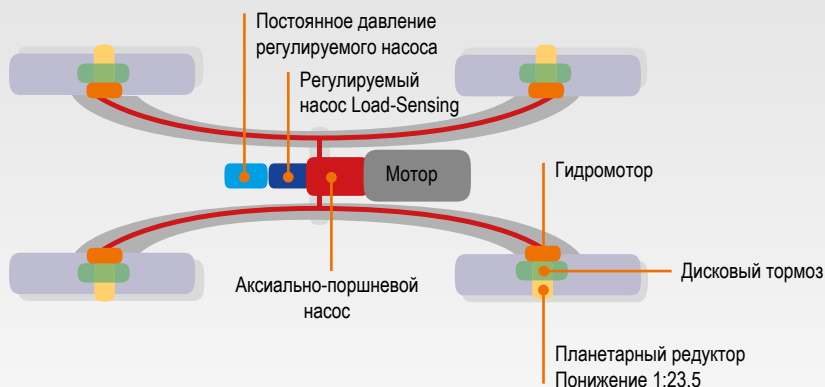 Постоянное давление
регулируемого насоса
Регулируемый
насос Load-Sensing
Мотор
Гидромотор
Аксиально-поршневой
насос
Дисковый тормоз
Планетарный редуктор
Понижение 1:23,5